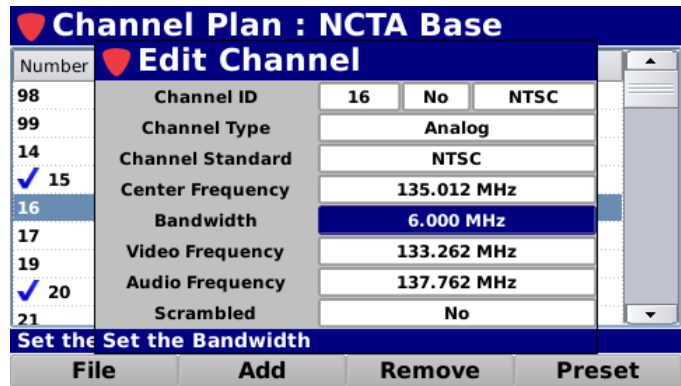 Channel Plan : NCTA Base
Number
Edit Channel
98
99
14
15
16
17
19
20
21
Channel ID 16 No NTSC
Channel Type Analog
Channel Standard NTSC
Center Frequency 135.012 MHz
Bandwidth 6.000 MHz
Video Frequency 133.262 MHz
Audio Frequency 137.762 MHz
Scrambled No
Set the Set the Bandwidth
File Add Remove Preset